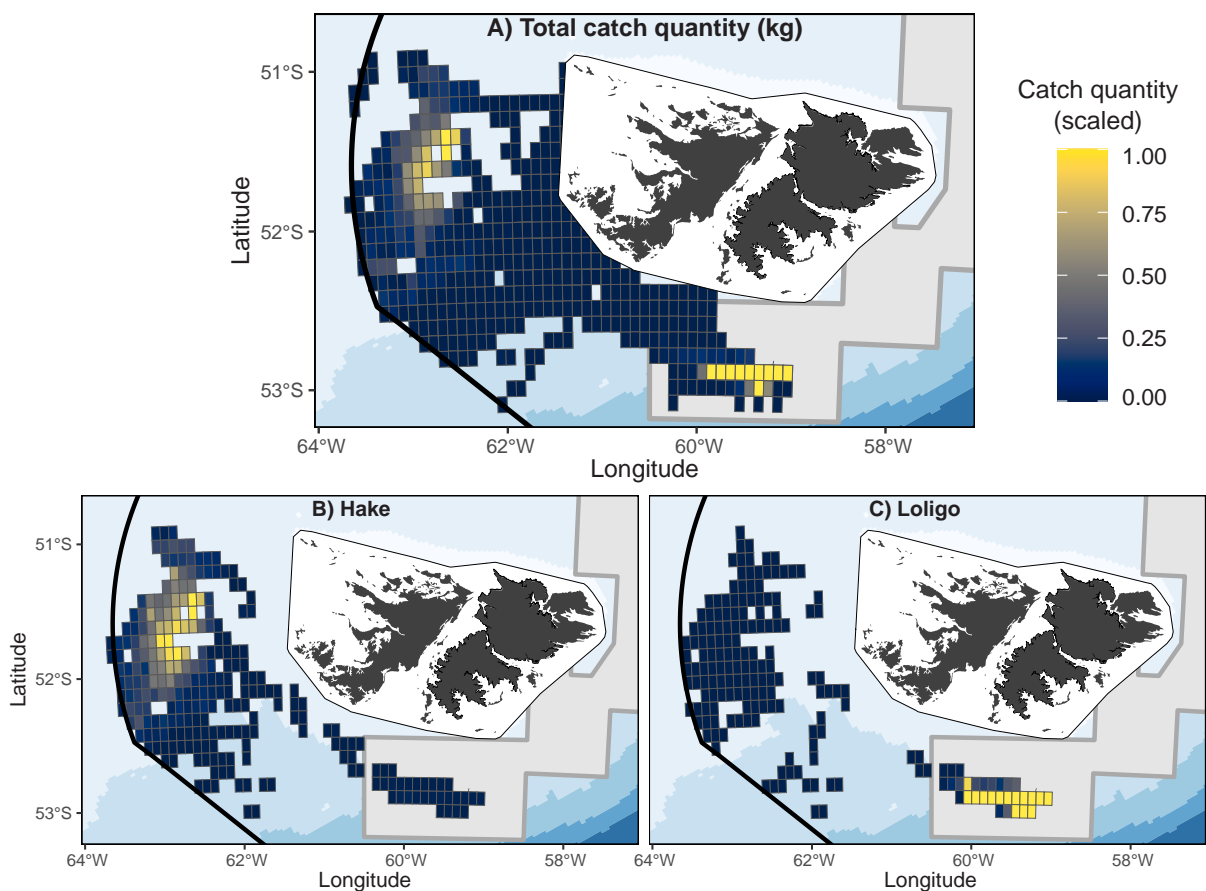 A) Total catch quantity (kg)
51°S
52°S
53°S
Latitude
64°W
62°W
60°W
58°W
Longitude
Catch quantity
(scaled)
1.00
0.75
0.50
0.25
0.00
B) Hake
51°S
52°S
53°S
Latitude
64°W
62°W
60°W
58°W
Longitude
C) Loligo
64°W
62°W
60°W
58°W
Longitude